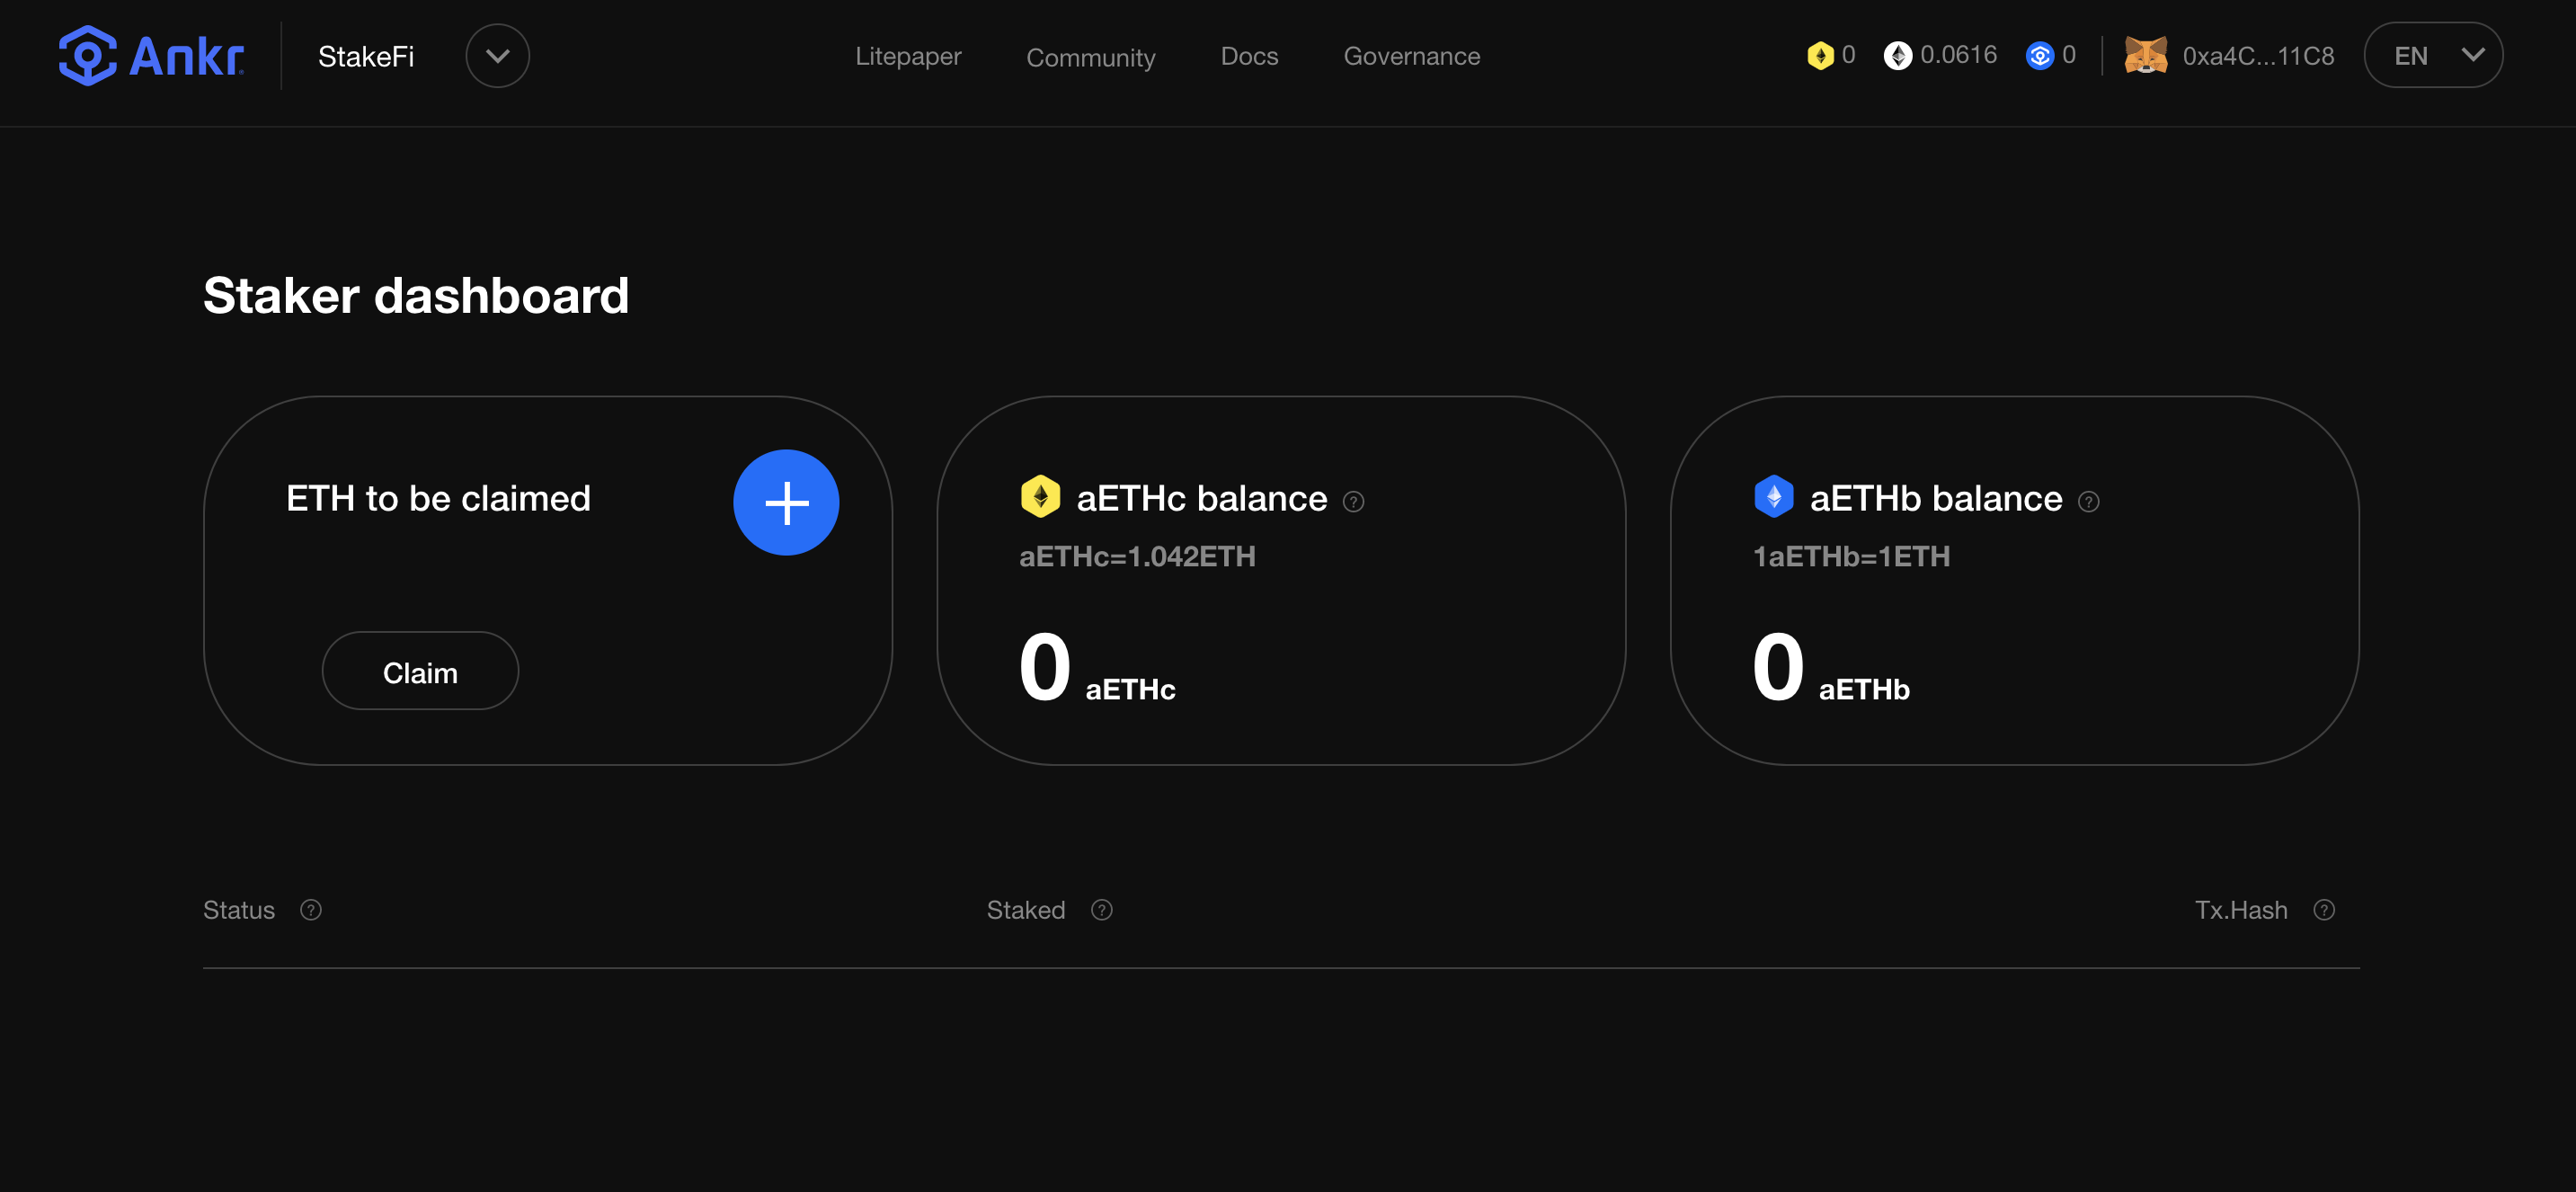 Ankr
StakeFi
Litepaper Community Docs Governance
0 0.0616 0 0xa4C...11C8 EN
Staker dashboard
ETH to be claimed
Claim
aETHc balance ?
aETHc=1.042ETH
0 aETHc
aETHb balance ?
1aETHb=1ETH
0 aETHb
Status ? Staked ? Tx.Hash ?